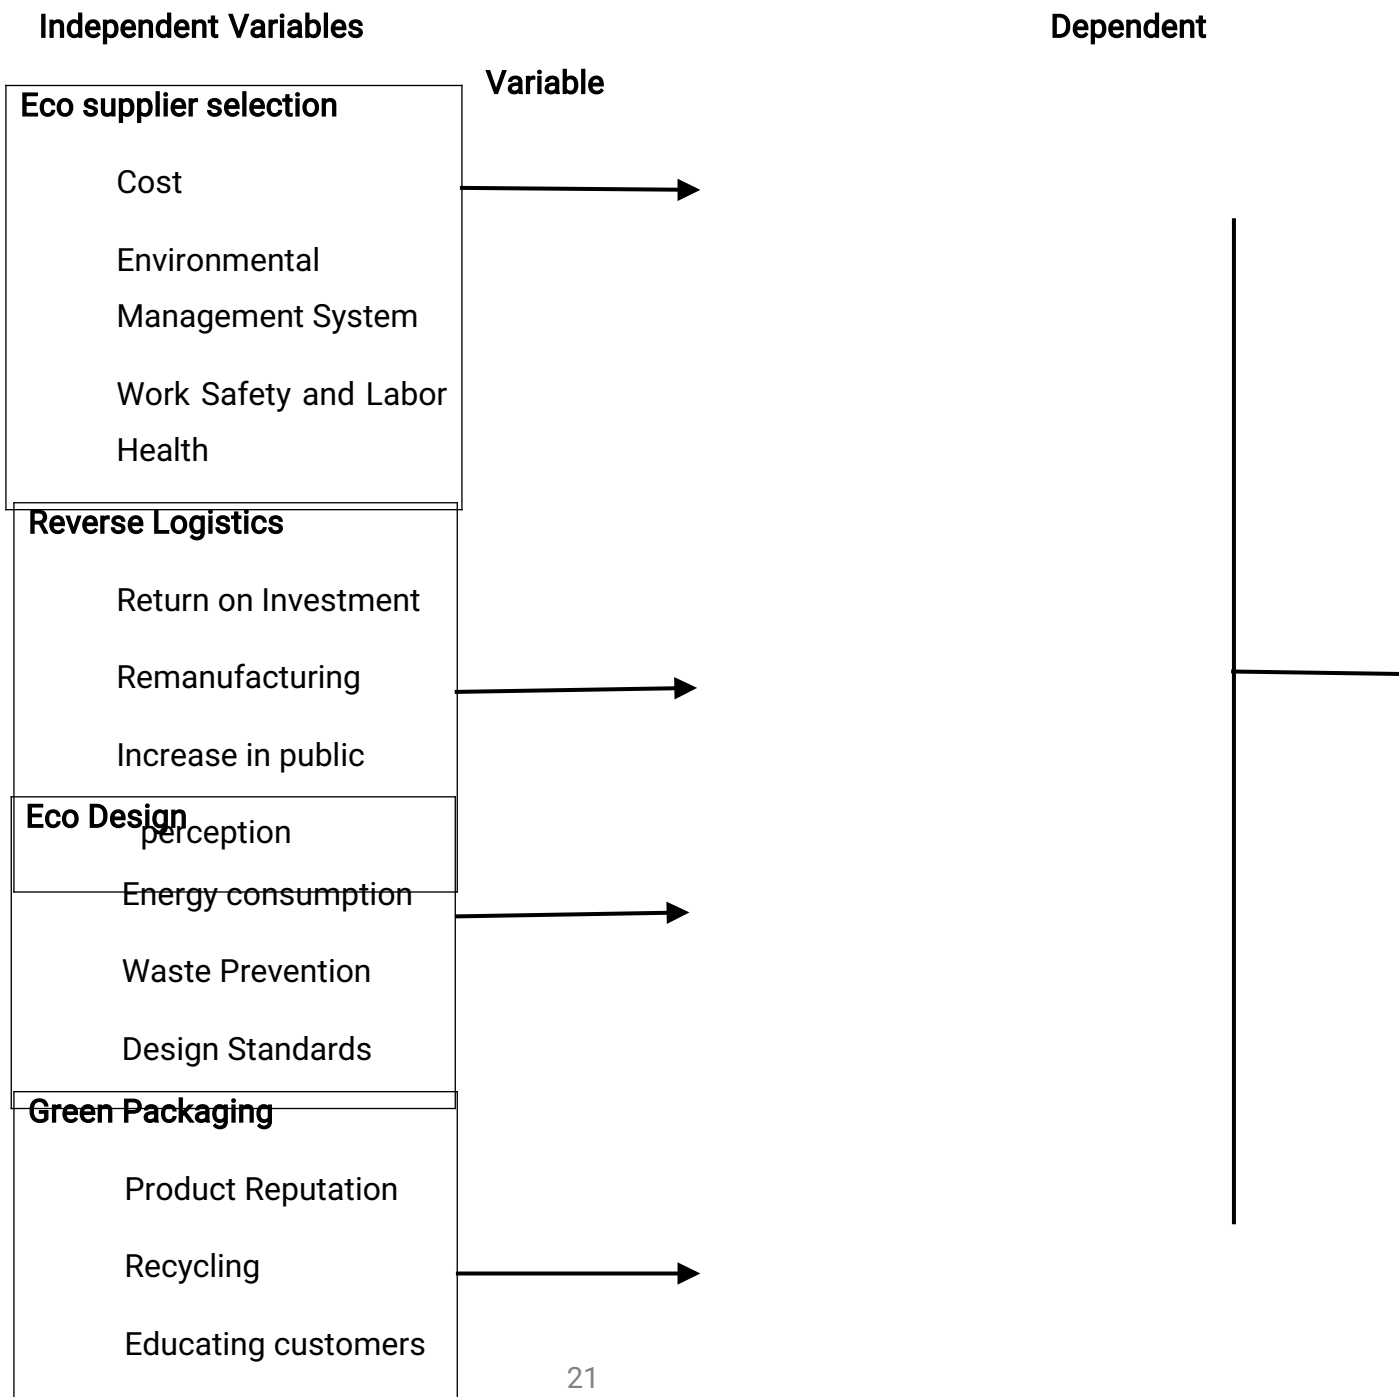 Independent Variables Dependent
Variable
Eco supplier selection
Cost
Environmental
Management System
Work Safety and Labor
Health
Reverse Logistics
Return on Investment
Remanufacturing
Increase in public
perception
Eco Design
Energy consumption
Waste Prevention
Design Standards
Green Packaging
Product Reputation
Recycling
Educating customers
21